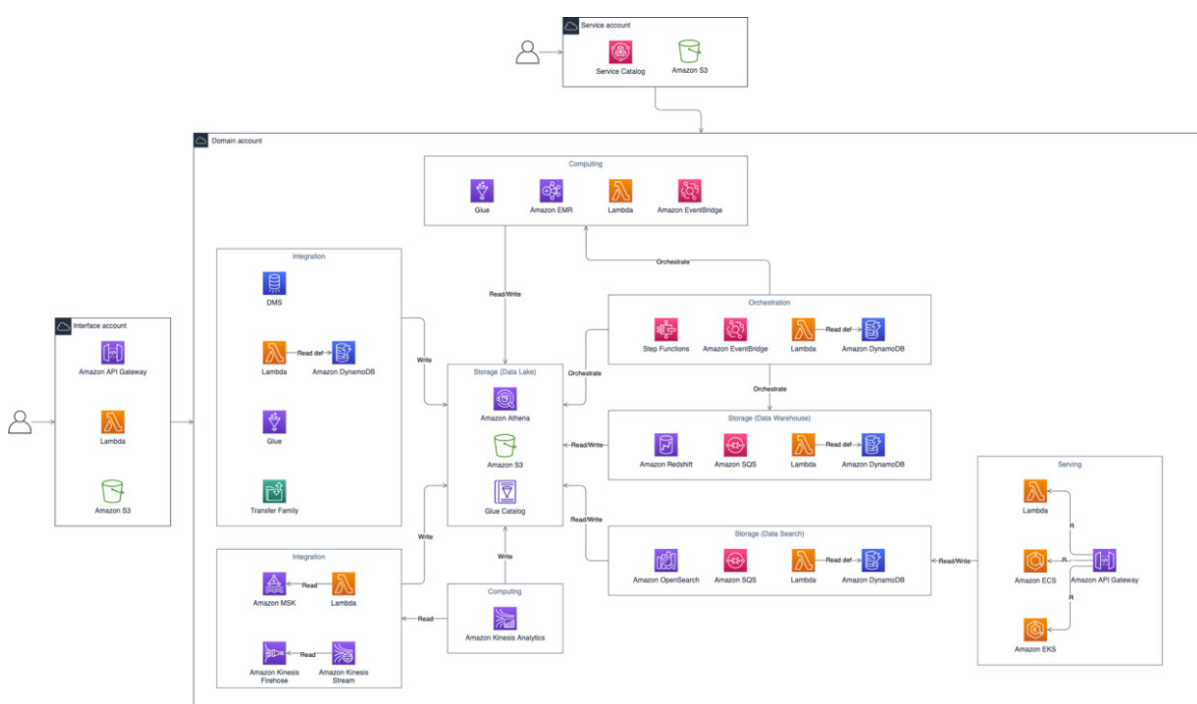 Service account
Service Catalog
Amazon S3
Domain account
Computing
Glue
Amazon EMR
Lambda
Amazon EventBridge
Orchestrate
Read/Write
Integration
DMS
Lambda
Read def
Amazon DynamoDB
Glue
Transfer Family
Write
Interface account
Amazon API Gateway
Lambda
Amazon S3
Orchestration
Step Functions
Amazon EventBridge
Lambda
Read def
Amazon DynamoDB
Orchestrate
Orchestrate
Storage (Data Lake)
Amazon Athena
Amazon S3
Glue Catalog
Storage (Data Warehouse)
Amazon Redshift
Amazon SQS
Lambda
Read def
Amazon DynamoDB
Read/Write
Storage (Data Search)
Amazon OpenSearch
Amazon SQS
Lambda
Read def
Amazon DynamoDB
Read/Write
Read/Write
Serving
Lambda
R
Amazon ECS
R
Amazon API Gateway
R
Amazon EKS
Integration
Amazon MSK
Read
Lambda
Write
Amazon Kinesis
Firehose
Read
Amazon Kinesis
Stream
Read
Write
Computing
Amazon Kinesis Analytics